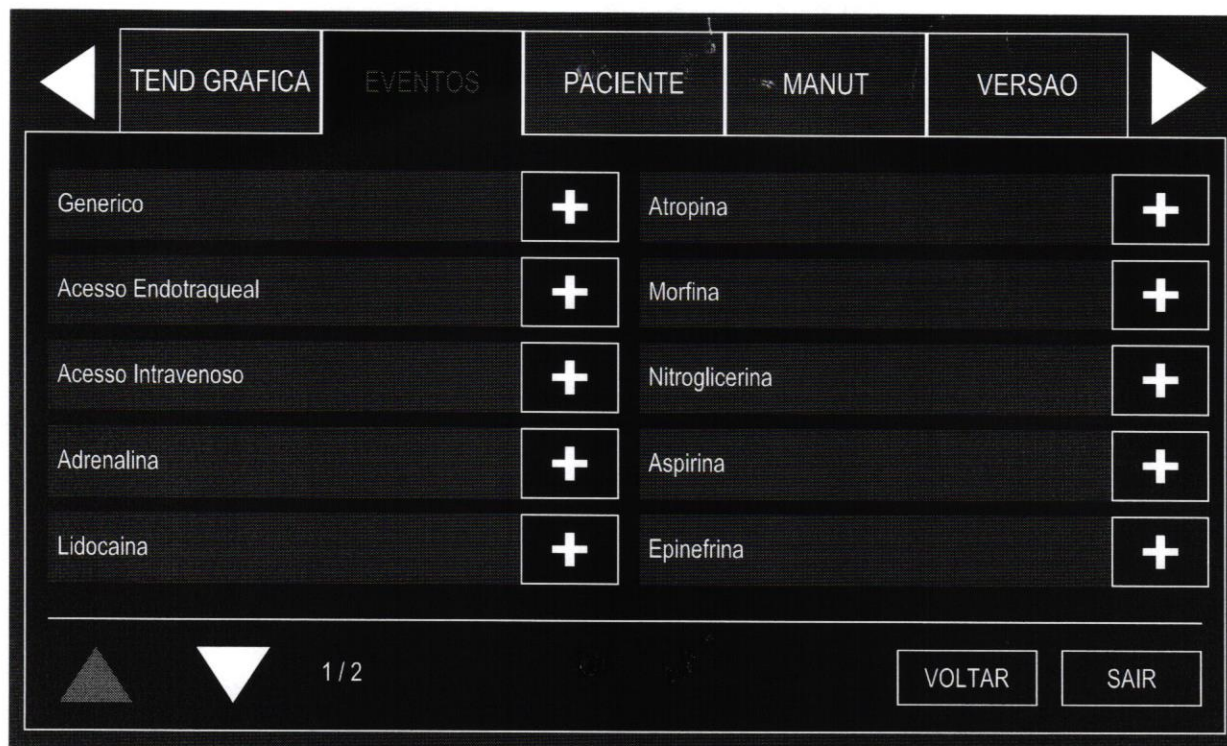 TEND GRAFICA EVENTOS PACIENTE MANUT VERSAO
Generico
Atropina
Acesso Endotraqueal
Morfina
Acesso Intravenoso
Nitroglicerina
Adrenalina
Aspirina
Lidocaina
Epinefrina
1 / 2
VOLTAR SAIR